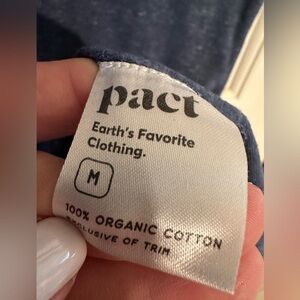 pact
Earth's Favorite
Clothing.
M
100% ORGANIC COTTON
EXCLUSIVE OF TRIM